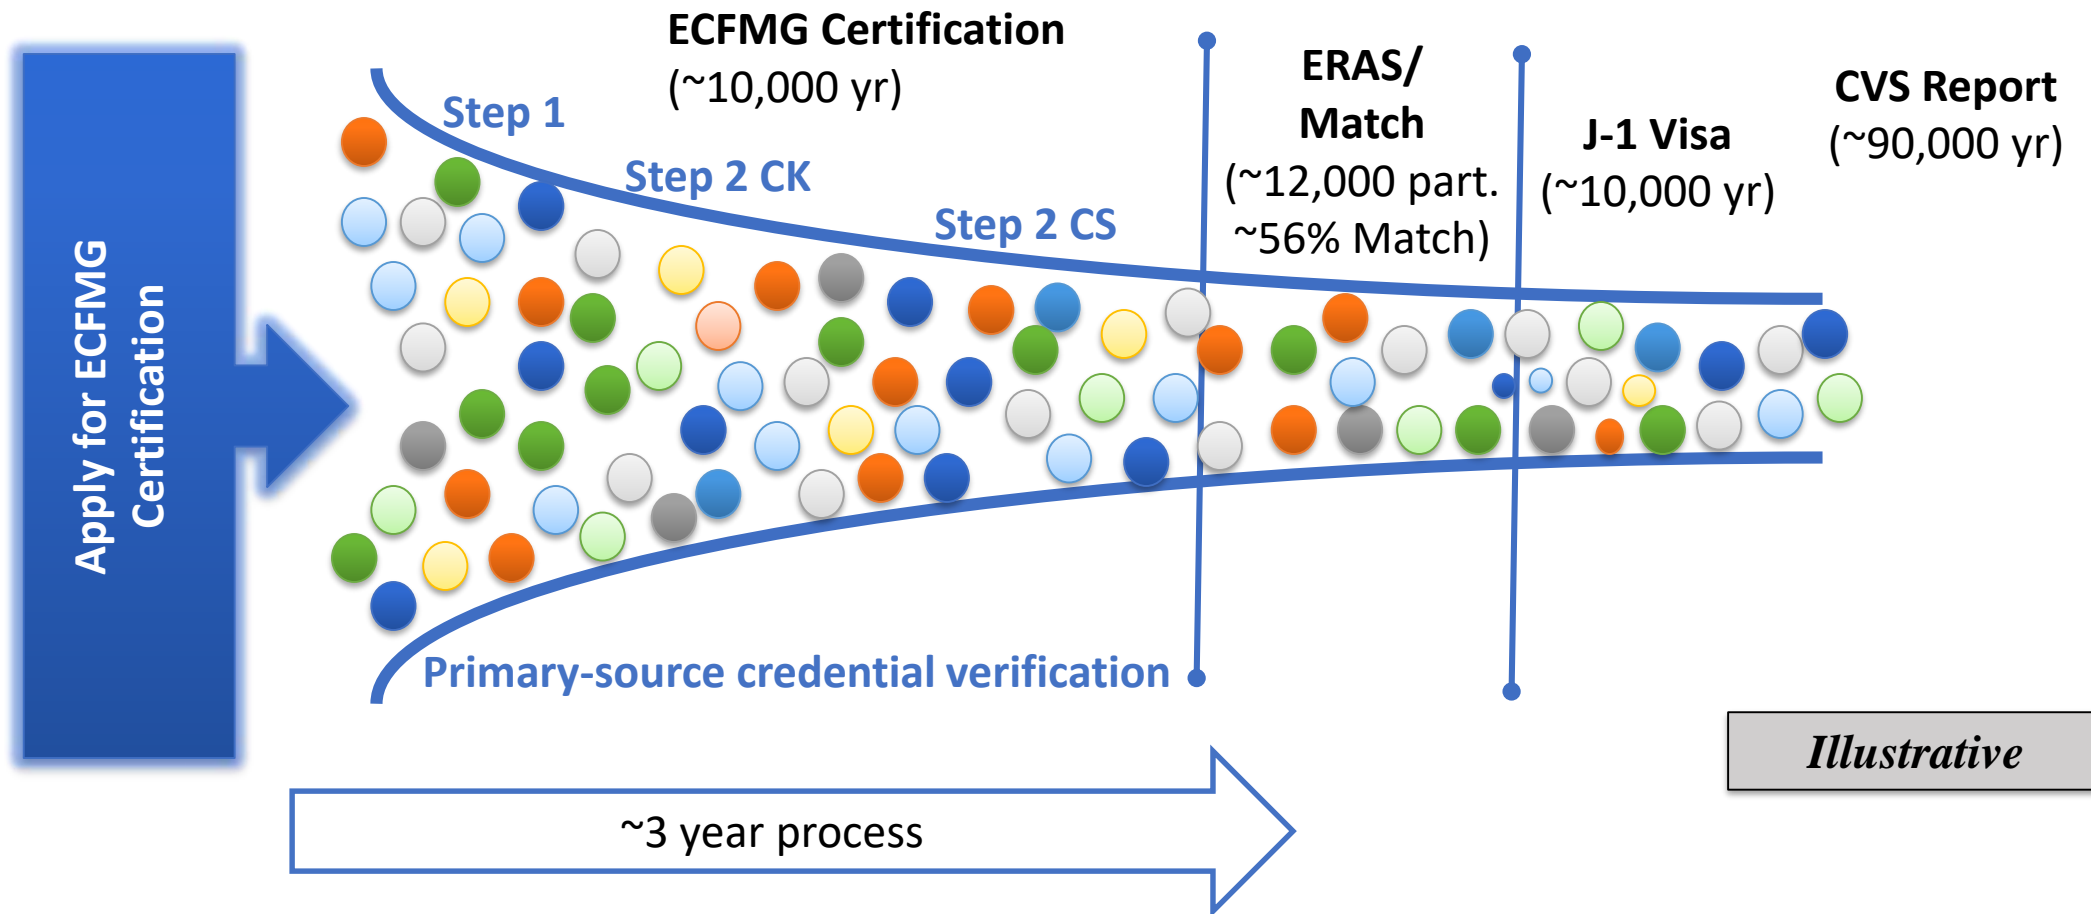 Apply for ECFMG
Certification
ECFMG Certification
(~10,000 yr)
Step 1
Step 2 CK
Step 2 CS
ERAS/
Match
(~12,000 part.
~56% Match)
J-1 Visa
(~10,000 yr)
CVS Report
(~90,000 yr)
Primary-source credential verification
Illustrative
~3 year process